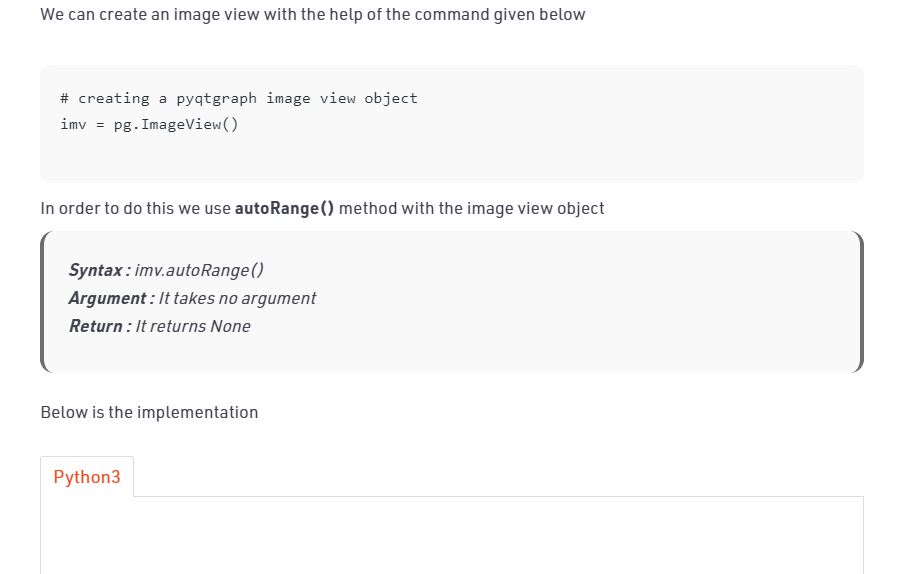 We can create an image view with the help of the command given below
# creating a pyqtgraph image view object
imv = pg.ImageView()
In order to do this we use autoRange() method with the image view object
Syntax : imv.autoRange()
Argument : It takes no argument
Return : It returns None
Below is the implementation
Python3